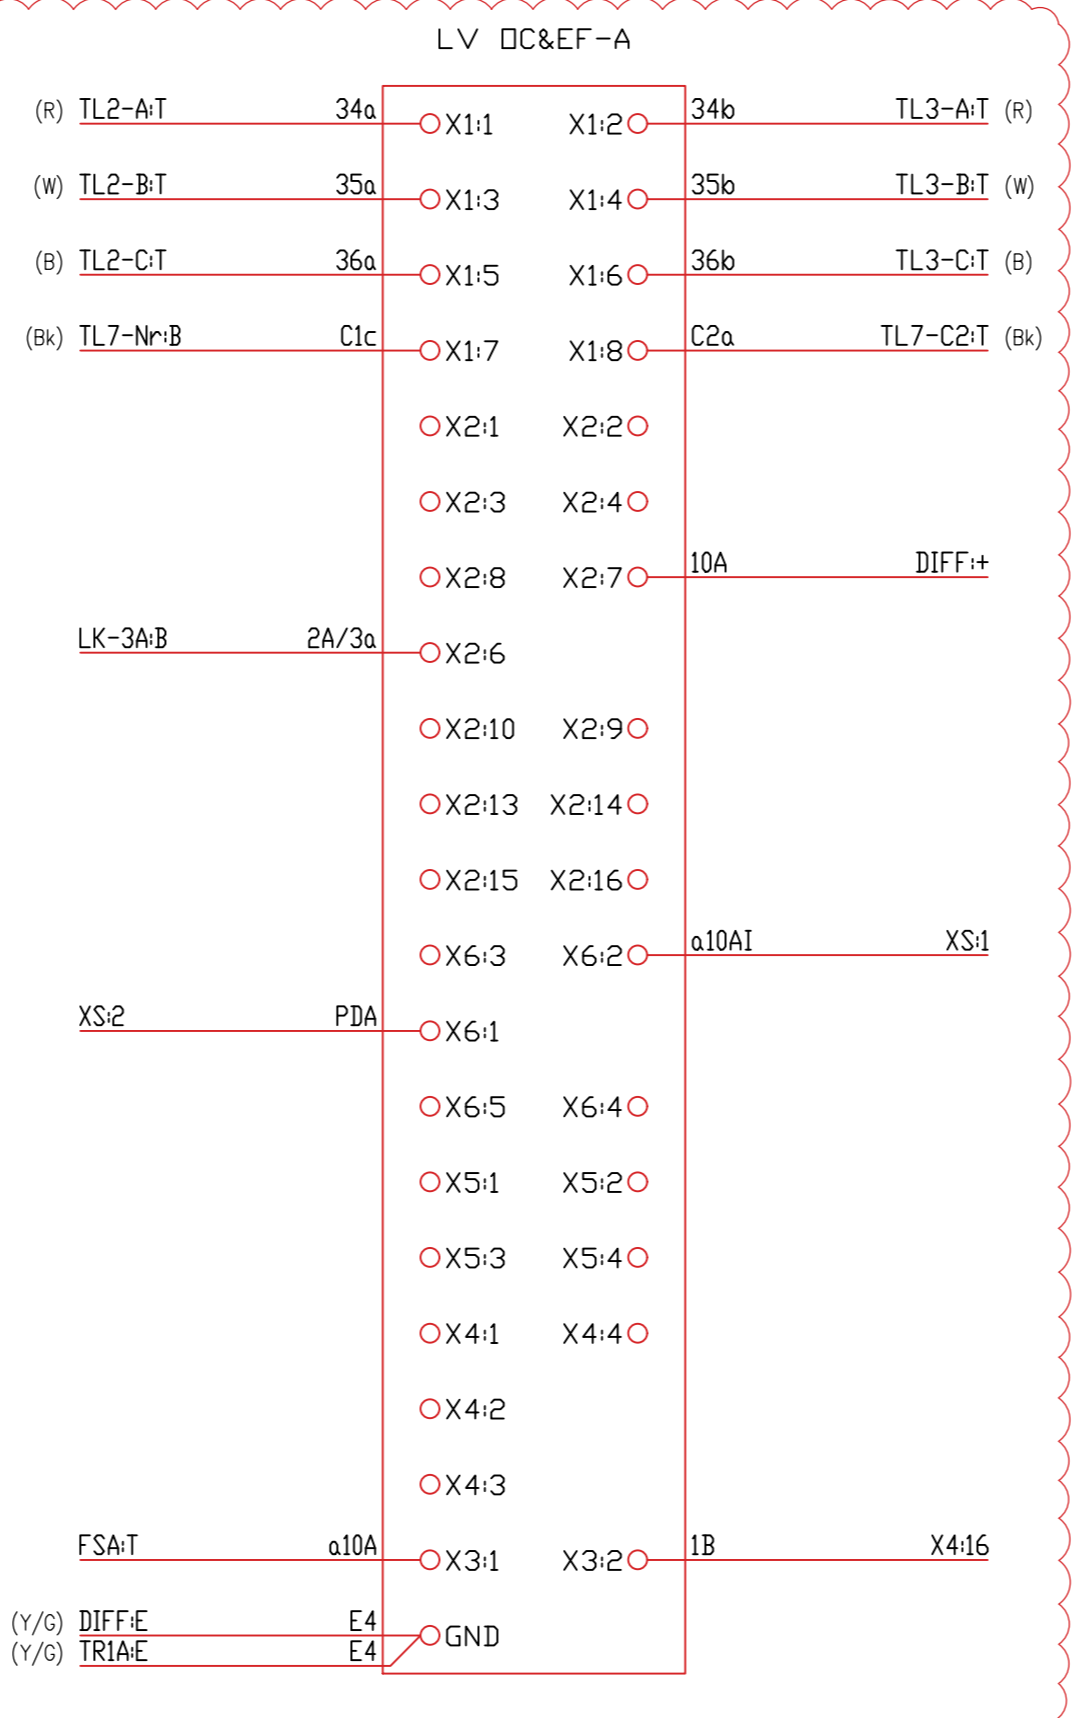 LV OC&EF-A
(R) TL2-A:T 34a X1:1 X1:2 34b TL3-A:T (R)
(W) TL2-B:T 35a X1:3 X1:4 35b TL3-B:T (W)
(B) TL2-C:T 36a X1:5 X1:6 36b TL3-C:T (B)
(Bk) TL7-Nr:B C1c X1:7 X1:8 C2a TL7-C2:T (Bk)
X2:1 X2:2
X2:3 X2:4
X2:8 X2:7 10A DIFF:+
LK-3A:B 2A/3a X2:6
X2:10 X2:9
X2:13 X2:14
X2:15 X2:16
X6:3 X6:2 a10AI XS:1
XS:2 PDA X6:1
X6:5 X6:4
X5:1 X5:2
X5:3 X5:4
X4:1 X4:4
X4:2
X4:3
FSA:T a10A X3:1 X3:2 1B X4:16
(Y/G) DIFF:E E4 GND
(Y/G) TR1A:E E4